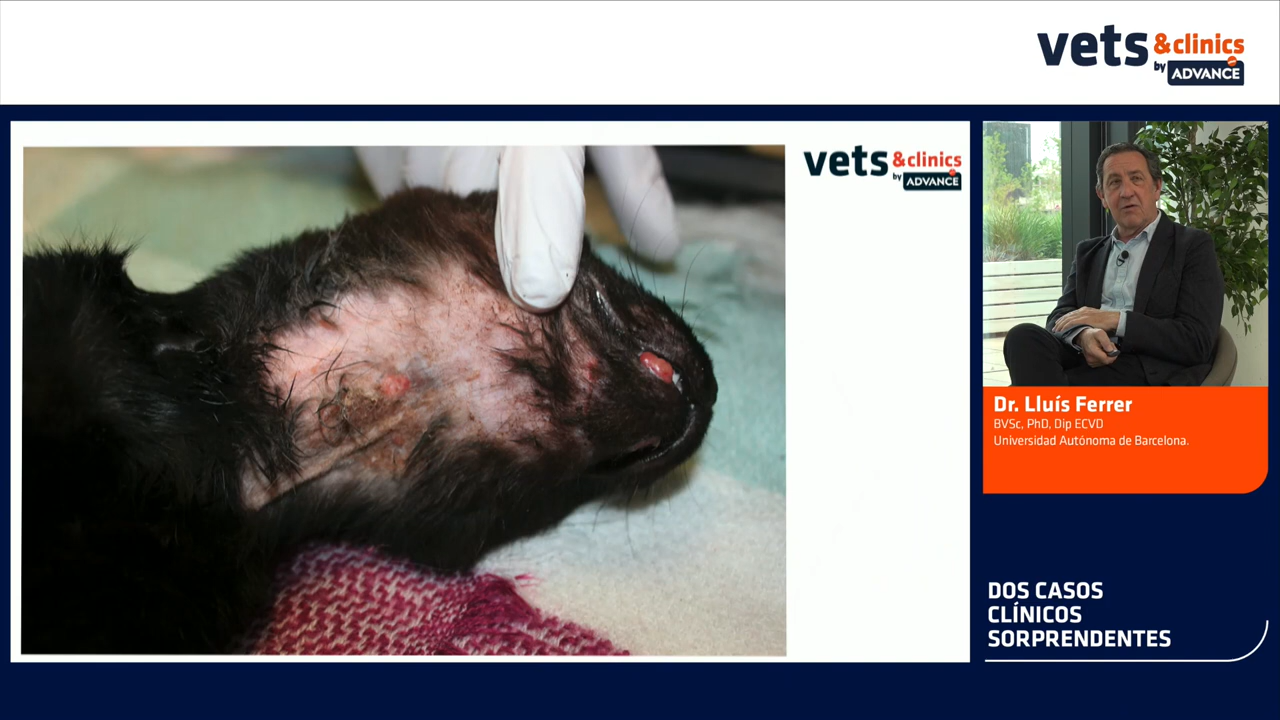 vets &clinics
by ADVANCE
vets &clinics
by ADVANCE
Dr. Lluís Ferrer
BVSc, PhD, Dip ECVD
Universidad Autónoma de Barcelona.
DOS CASOS
CLÍNICOS
SORPRENDENTES